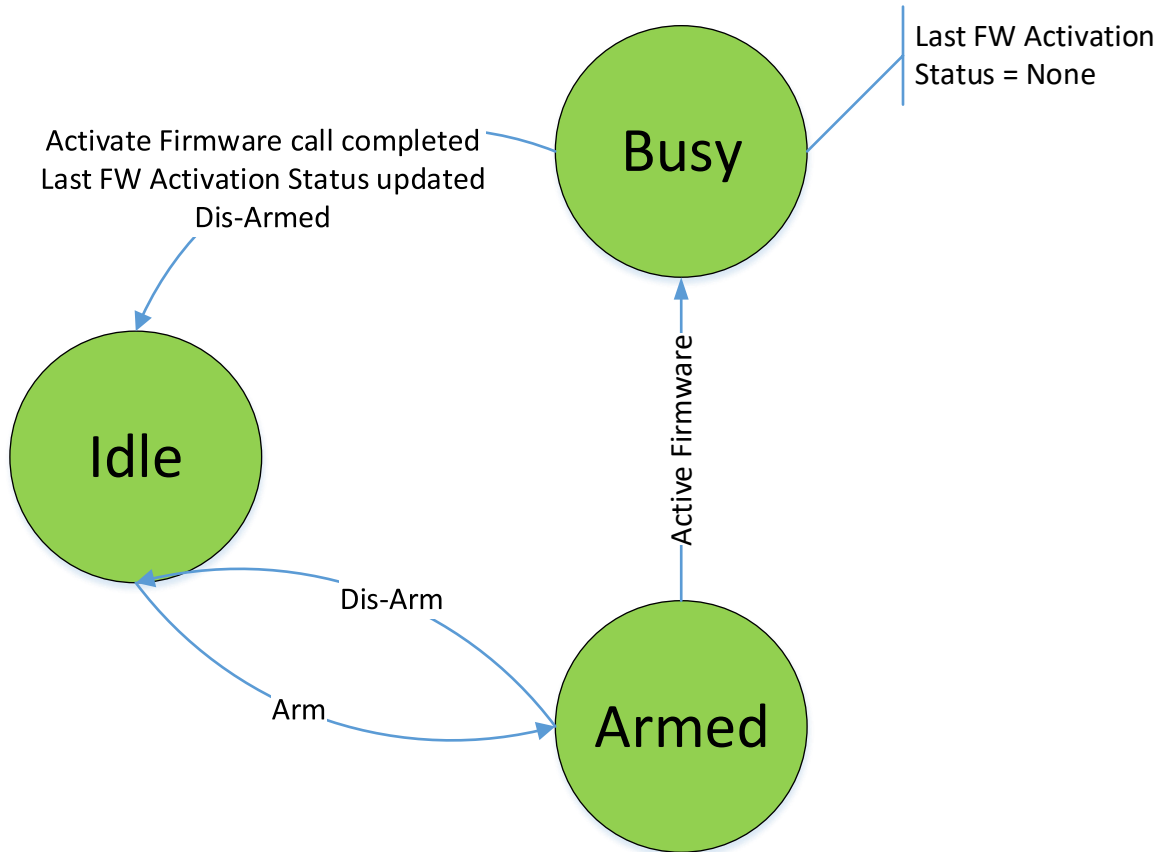 Last FW Activation
Status = None
Busy
Activate Firmware call completed
Last FW Activation Status updated
Dis-Armed
Active Firmware
Idle
Dis-Arm
Arm
Armed